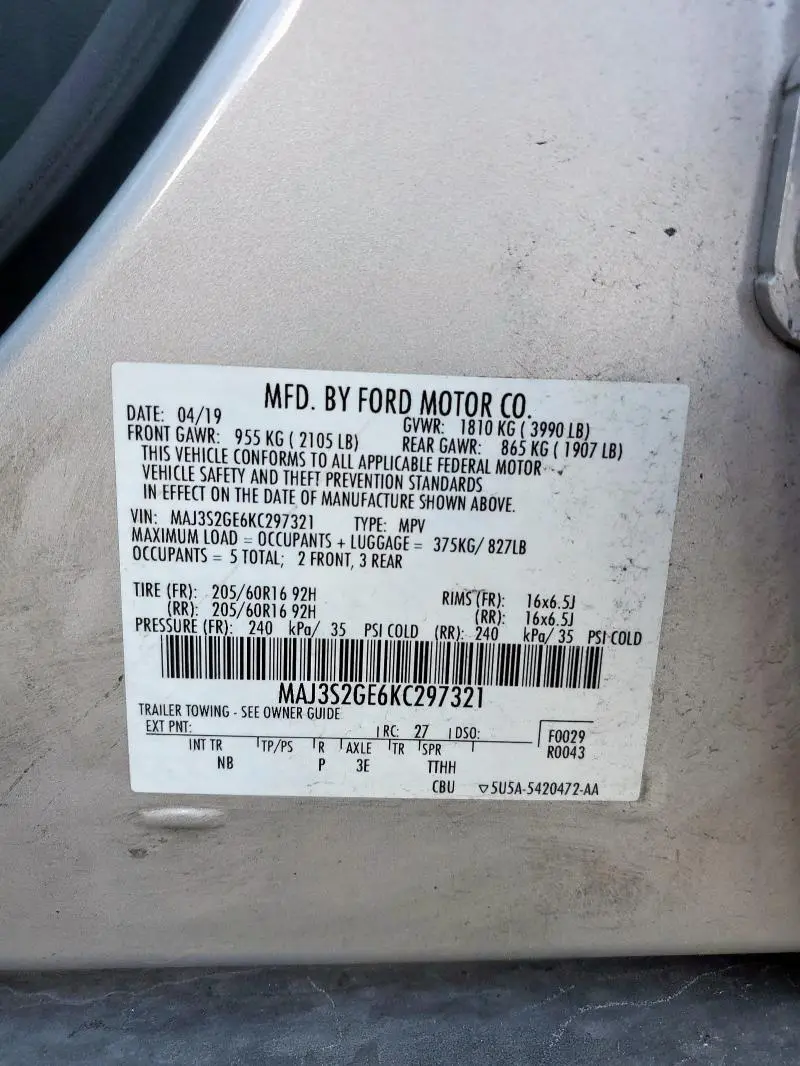 MFD. BY FORD MOTOR CO.
DATE: 04/19 GVWR: 1810 KG ( 3990 LB)
FRONT GAWR: 955 KG ( 2105 LB) REAR GAWR: 865 KG ( 1907 LB)
THIS VEHICLE CONFORMS TO ALL APPLICABLE FEDERAL MOTOR
VEHICLE SAFETY AND THEFT PREVENTION STANDARDS
IN EFFECT ON THE DATE OF MANUFACTURE SHOWN ABOVE.
VIN: MAJ3S2GE6KC297321 TYPE: MPV
MAXIMUM LOAD = OCCUPANTS + LUGGAGE = 375KG/ 827LB
OCCUPANTS = 5 TOTAL; 2 FRONT, 3 REAR
TIRE (FR): 205/60R16 92H RIMS (FR): 16x6.5J
(RR): 205/60R16 92H (RR): 16x6.5J
PRESSURE (FR): 240 kPa/ 35 PSI COLD (RR): 240 kPa/ 35 PSI COLD
MAJ3S2GE6KC297321
TRAILER TOWING - SEE OWNER GUIDE
EXT PNT: RC: 27 DSO: F0029
R0043
INT TR TP/PS R AXLE TR SPR
NB P 3E TTHH
CBU ▽5U5A-5420472-AA